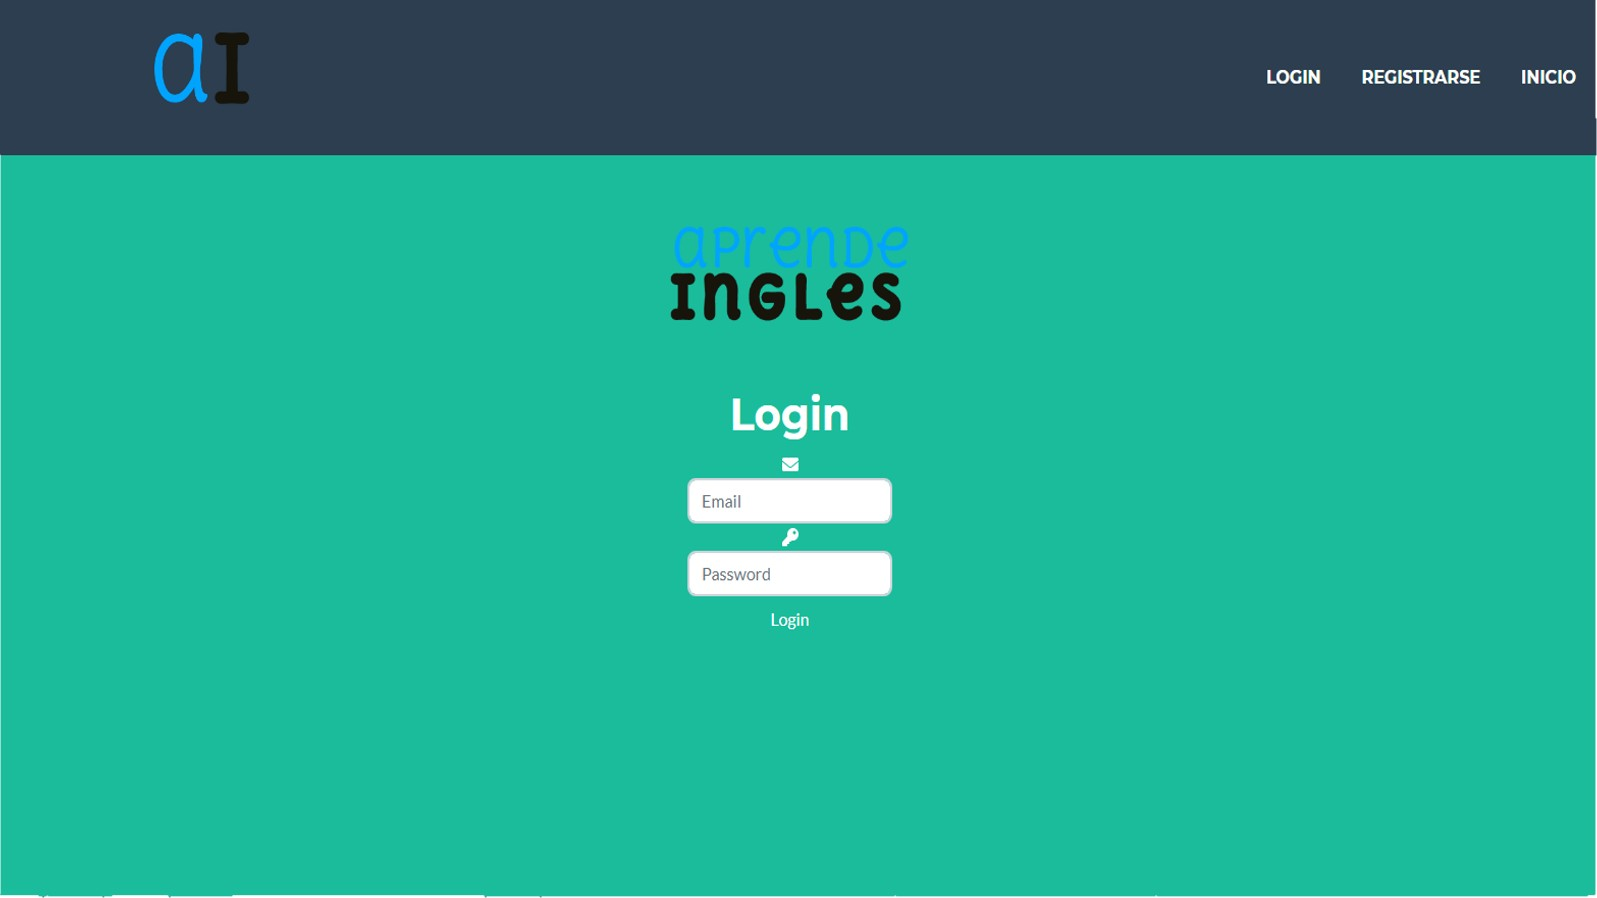 aI
LOGIN REGISTRARSE INICIO
aprende
INGLES
Login
Email
Password
Login